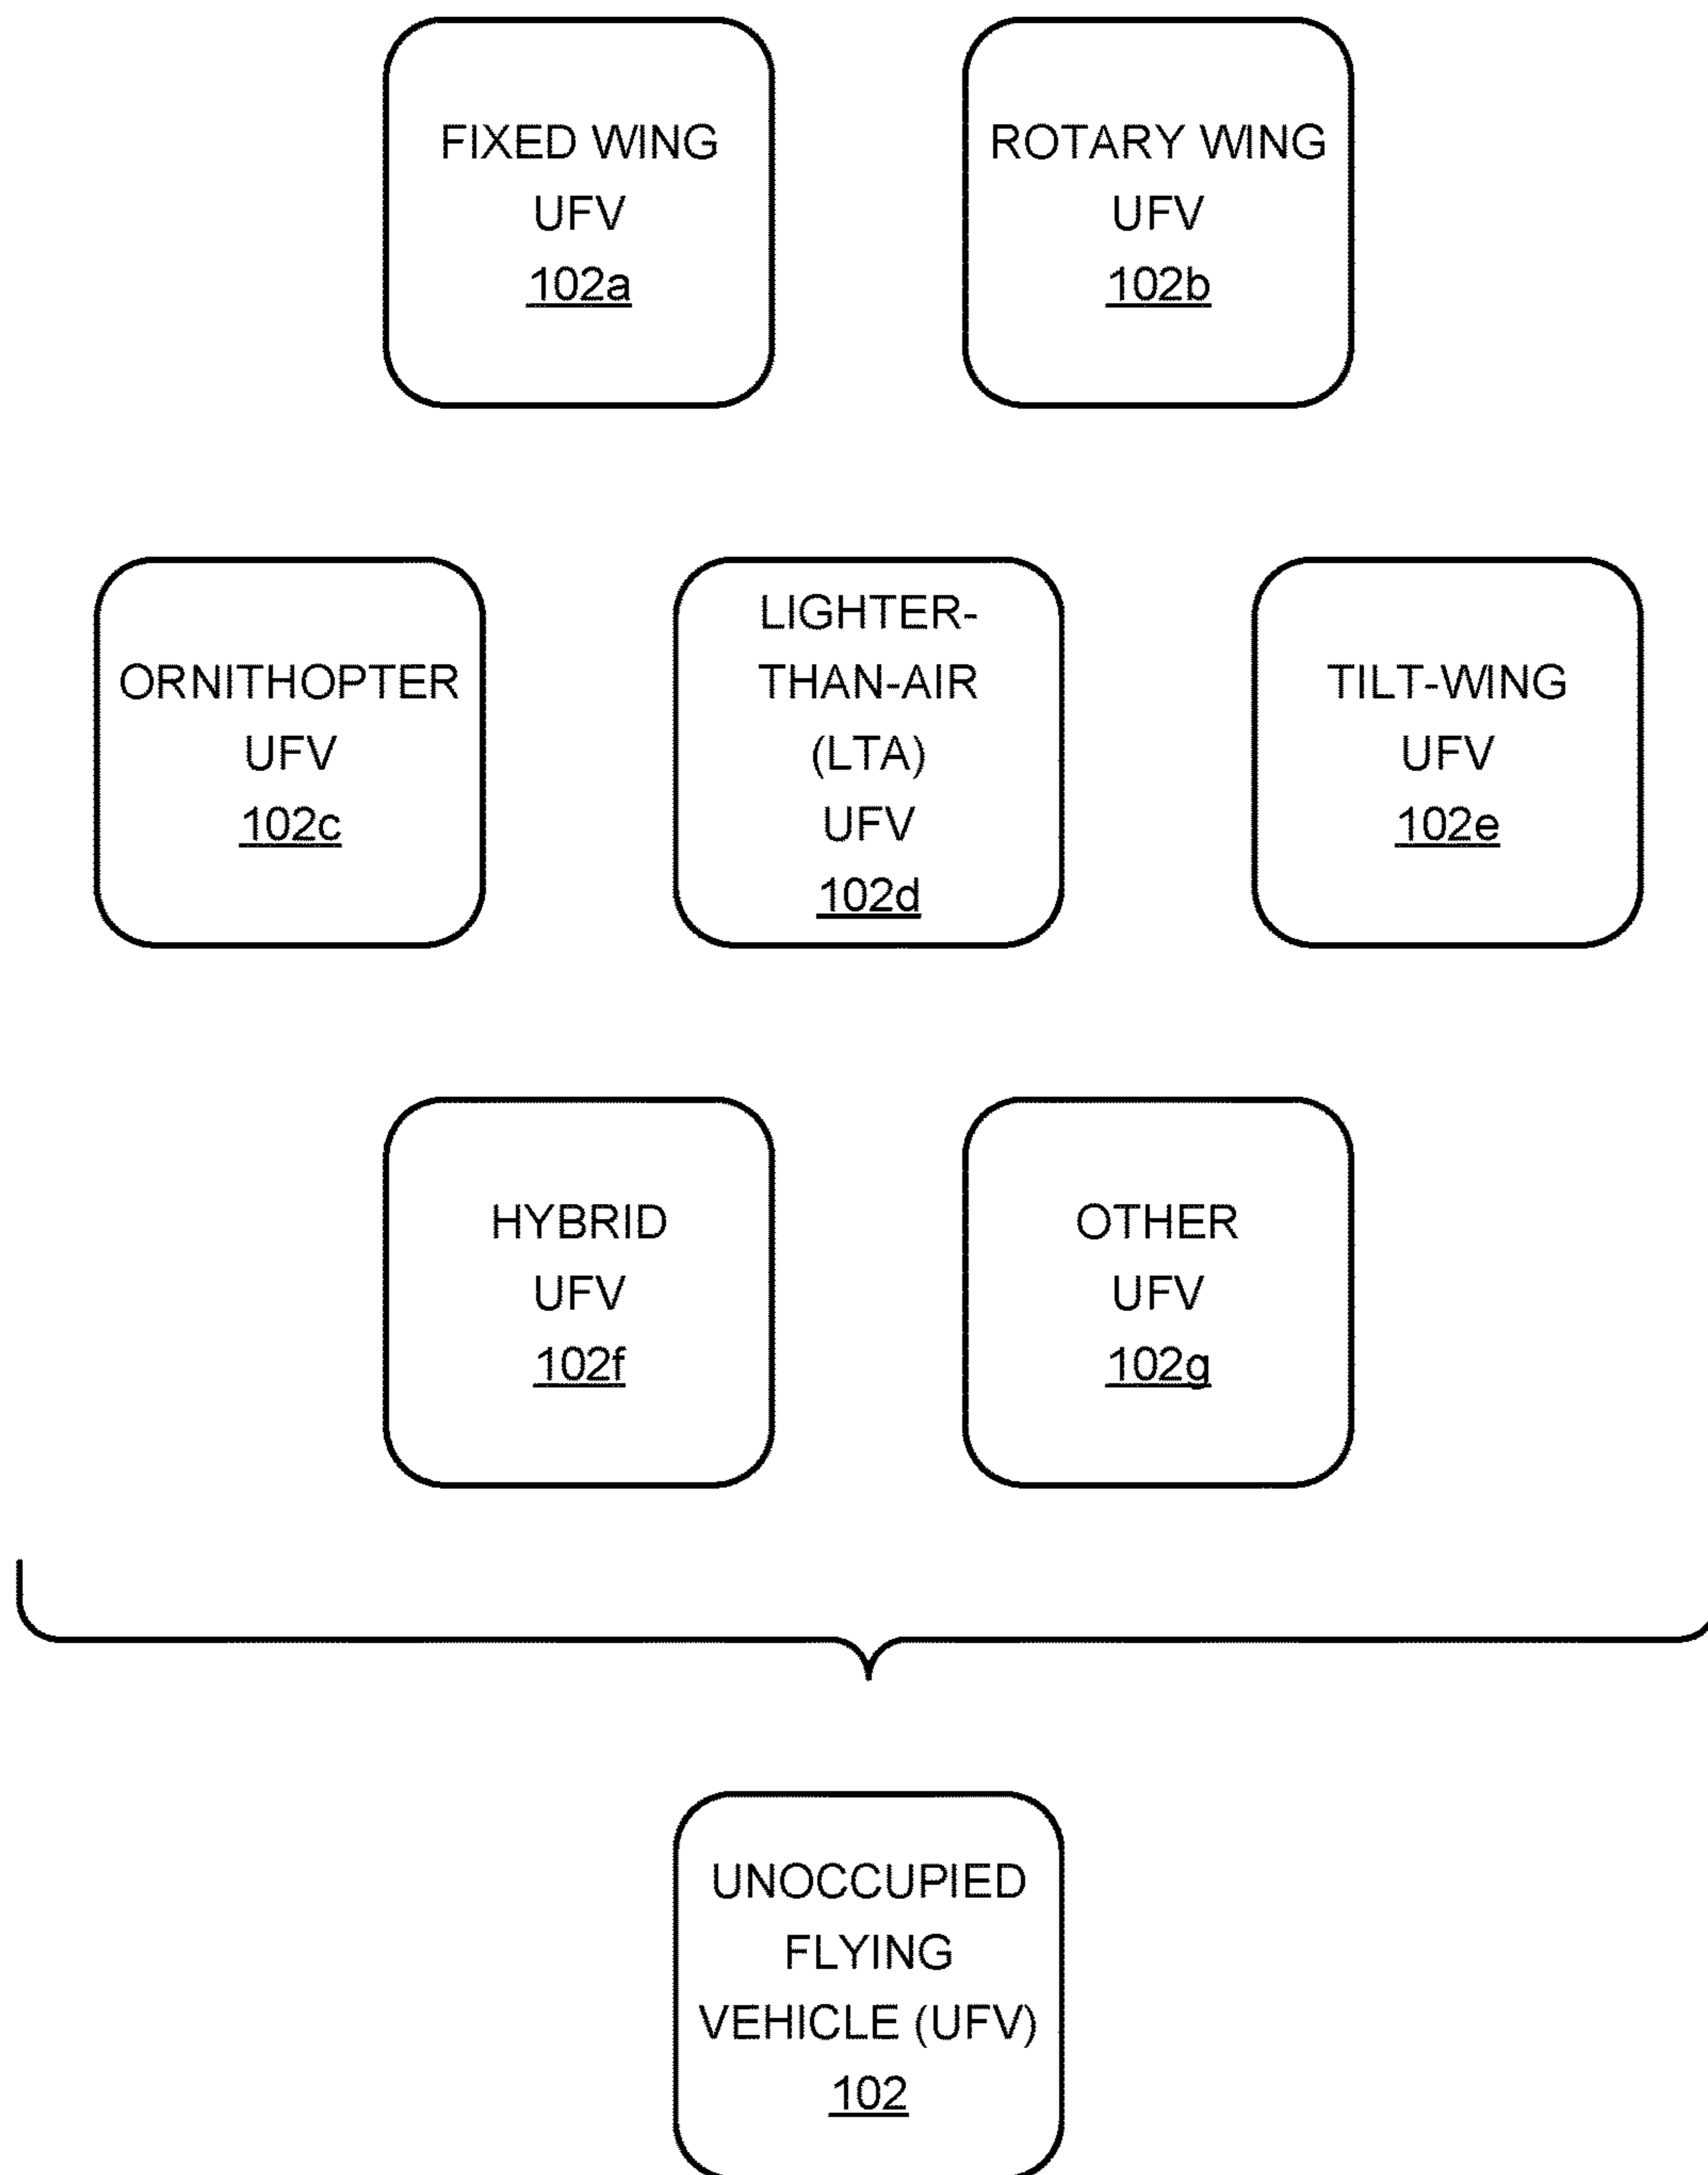 FIXED WING
UFV
102a
ROTARY WING
UFV
102b
ORNITHOPTER
UFV
102c
LIGHTER-
THAN-AIR
(LTA)
UFV
102d
TILT-WING
UFV
102e
HYBRID
UFV
102f
OTHER
UFV
102g
UNOCCUPIED
FLYING
VEHICLE (UFV)
102